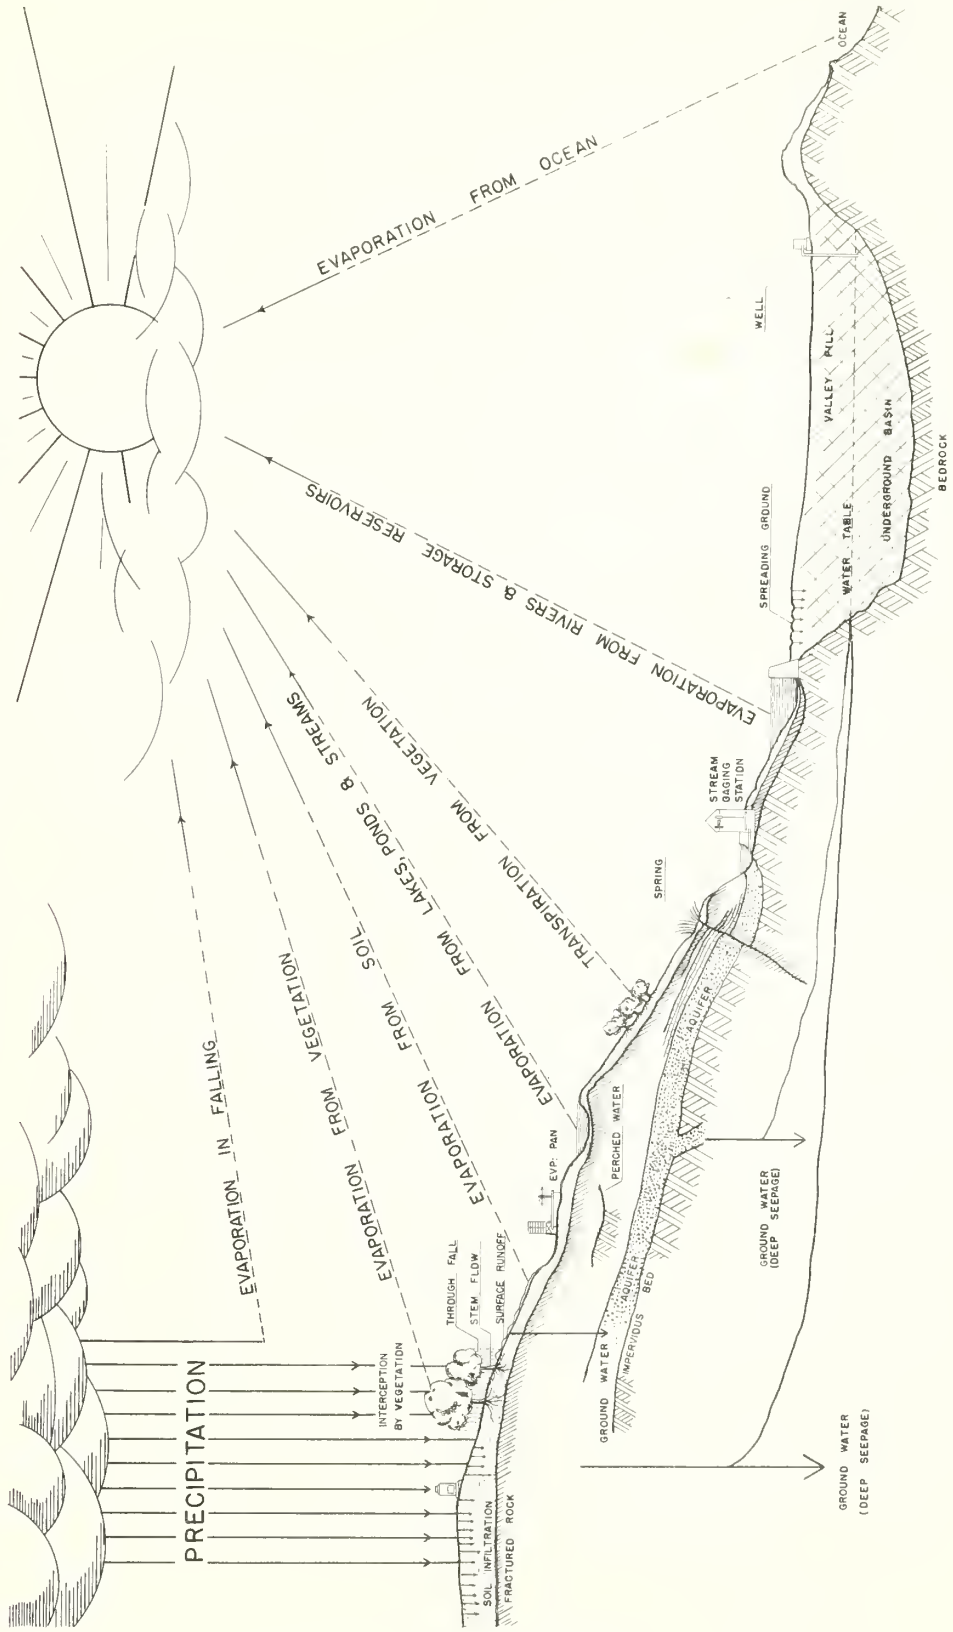 PRECIPITATION
EVAPORATION IN FALLING
EVAPORATION FROM VEGETATION
EVAPORATION FROM SOIL
EVAPORATION FROM LAKES, PONDS & STREAMS
TRANSPIRATION FROM VEGETATION
EVAPORATION FROM RIVERS & STORAGE RESERVOIRS
EVAPORATION FROM OCEAN
INTERCEPTION
BY VEGETATION
THROUGH FALL
STEM FLOW
SURFACE RUNOFF
SOIL INFILTRATION
FRACTURED ROCK
EVP. PAN
GROUND WATER
IMPERVIDUS BED
AQUIFER
PERCHED WATER
AQUIFER
SPRING
STREAM
GAGING
STATION
SPREADING GROUND
WELL
VALLEY FILL
WATER TABLE
UNDERGROUND BASIN
BEDROCK
OCEAN
GROUND WATER
(DEEP SEEPAGE)
GROUND WATER
(DEEP SEEPAGE)